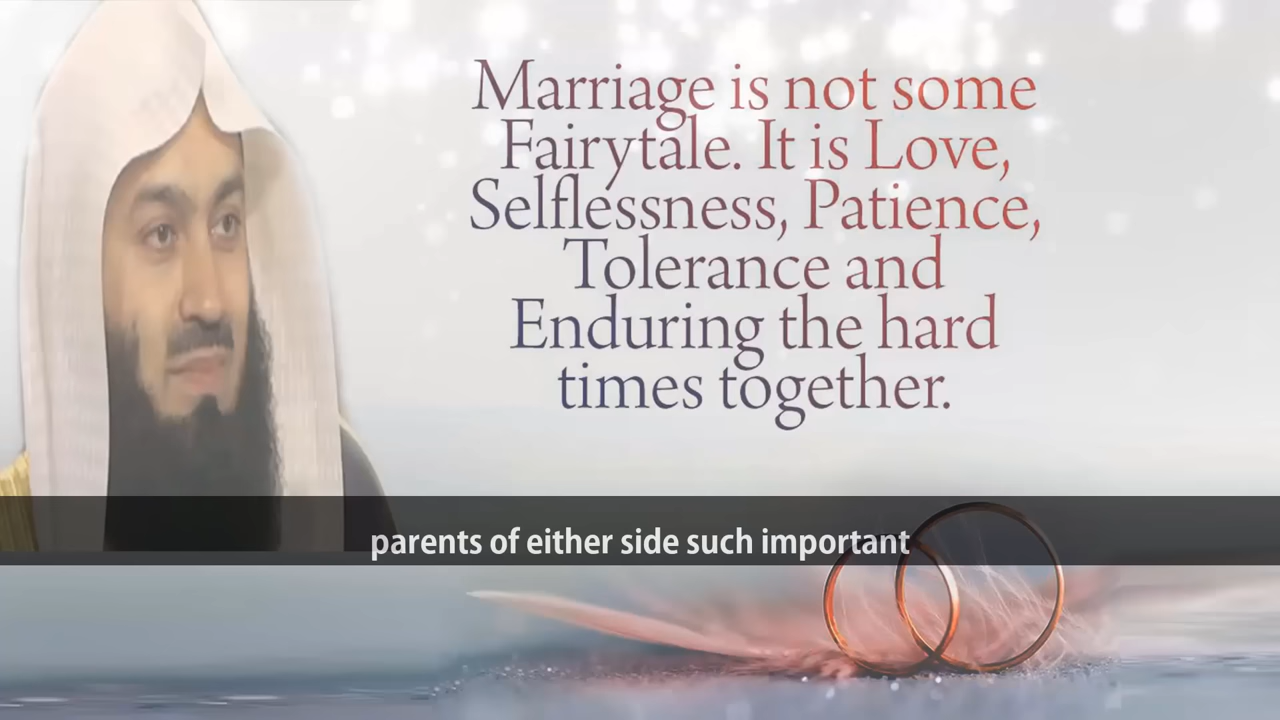 Marriage is not some
Fairytale. It is Love,
Selflessness, Patience,
Tolerance and
Enduring the hard
times together.
parents of either side such important